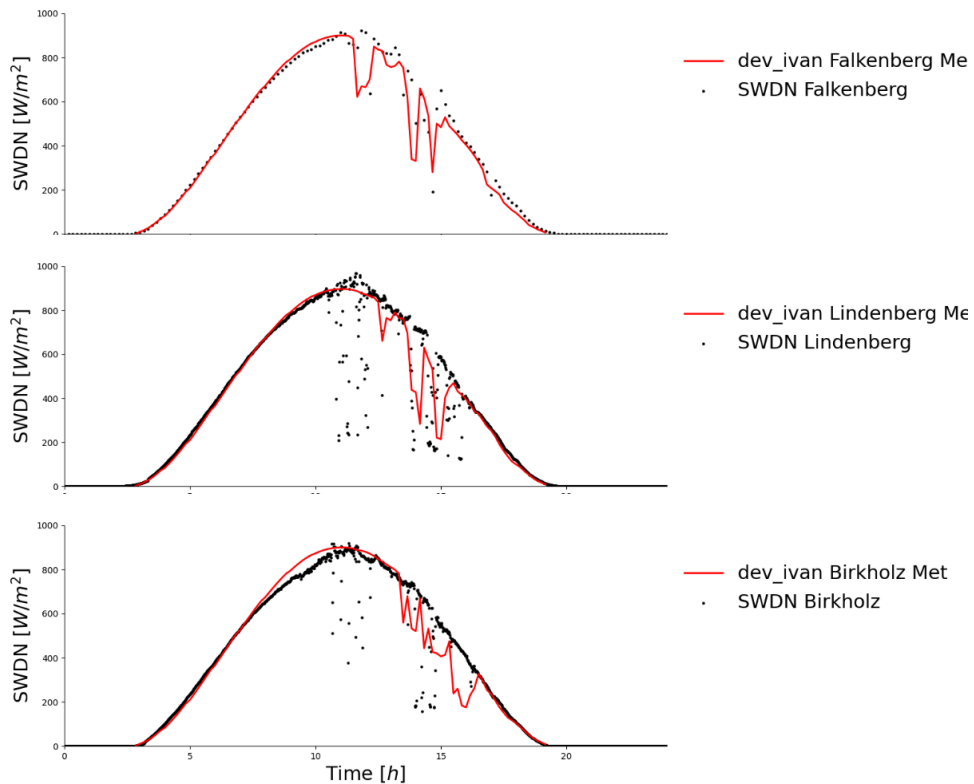 1000
800
600
400
200
0
SWDN [W/m²]
dev_ivan Falkenberg Me
SWDN Falkenberg
1000
800
600
400
200
0
SWDN [W/m²]
dev_ivan Lindenberg Me
SWDN Lindenberg
1000
800
600
400
200
0
SWDN [W/m²]
dev_ivan Birkholz Met
SWDN Birkholz
0 5 10 15 20
Time [h]